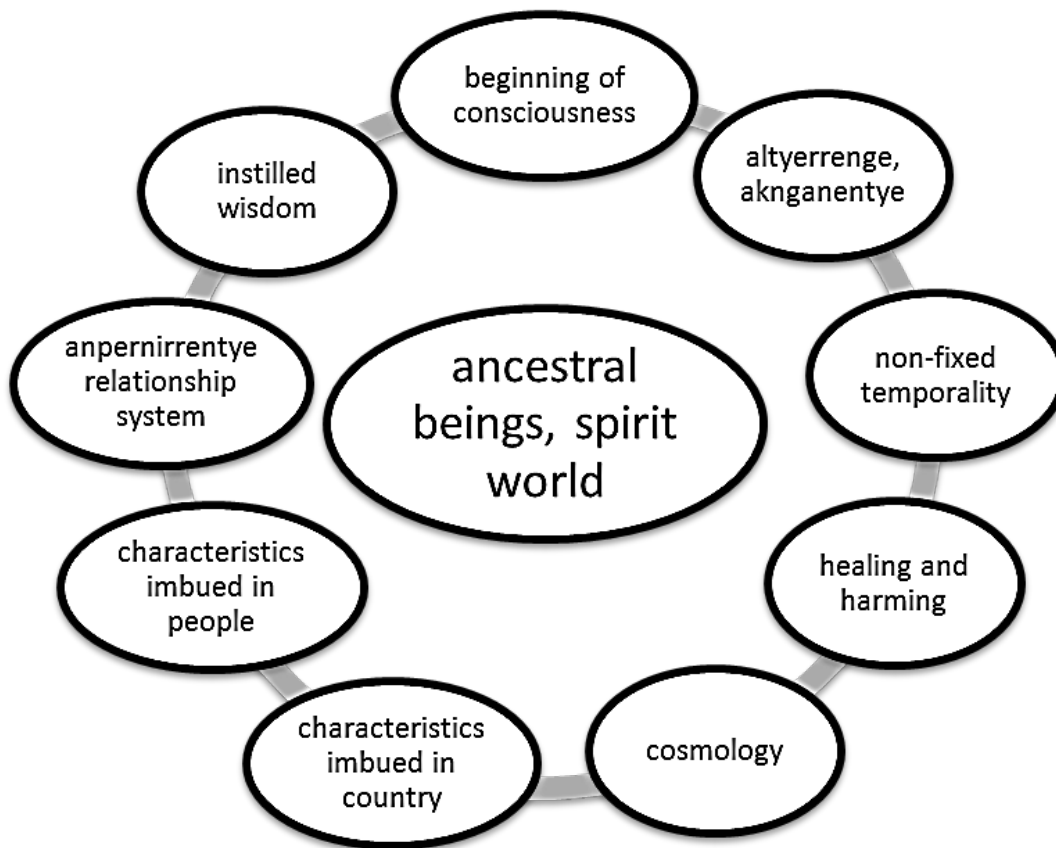 beginning of
consciousness
altyerrenge,
aknganentye
non-fixed
temporality
healing and
harming
cosmology
characteristics
imbued in
country
characteristics
imbued in
people
anpernirrentye
relationship
system
instilled
wisdom
ancestral
beings, spirit
world